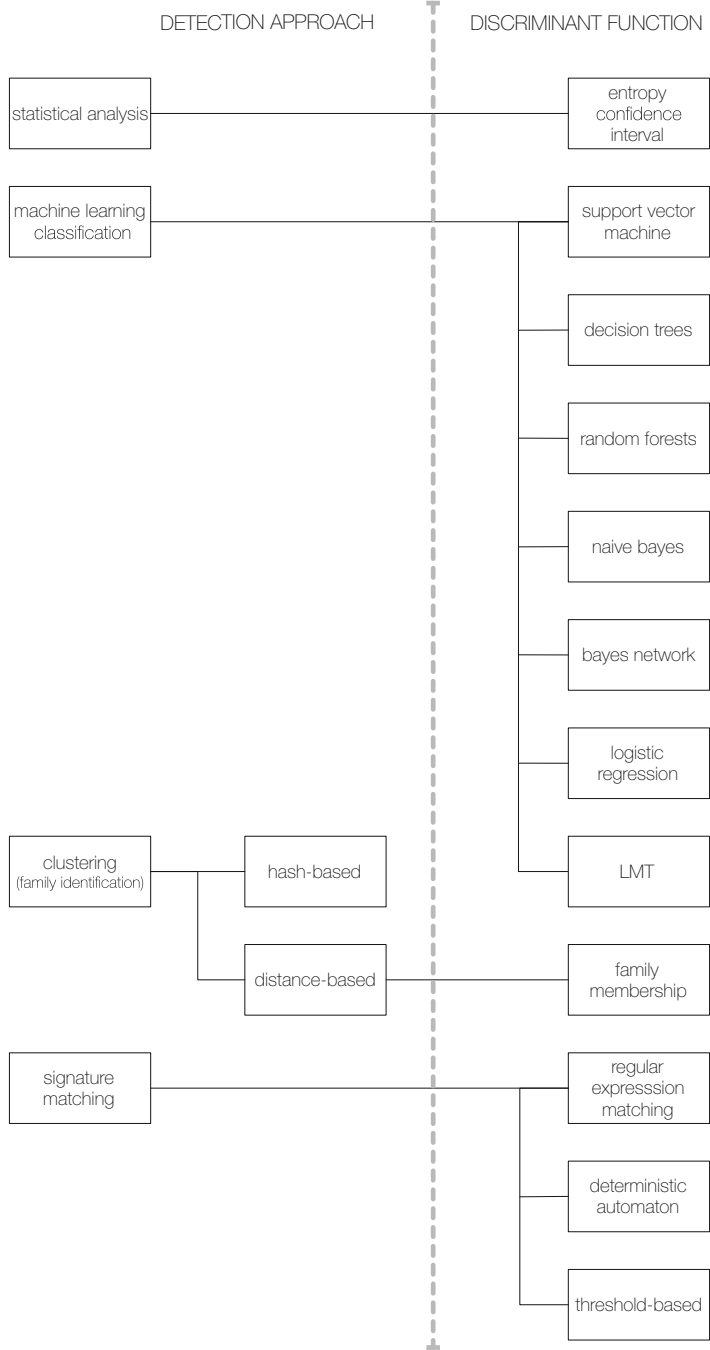 DETECTION APPROACH
DISCRIMINANT FUNCTION
statistical analysis
entropy
confidence
interval
machine learning
classification
support vector
machine
decision trees
random forests
naive bayes
bayes network
logistic
regression
clustering
(family identification)
hash-based
LMT
distance-based
family
membership
signature
matching
regular
expresssion
matching
deterministic
automaton
threshold-based